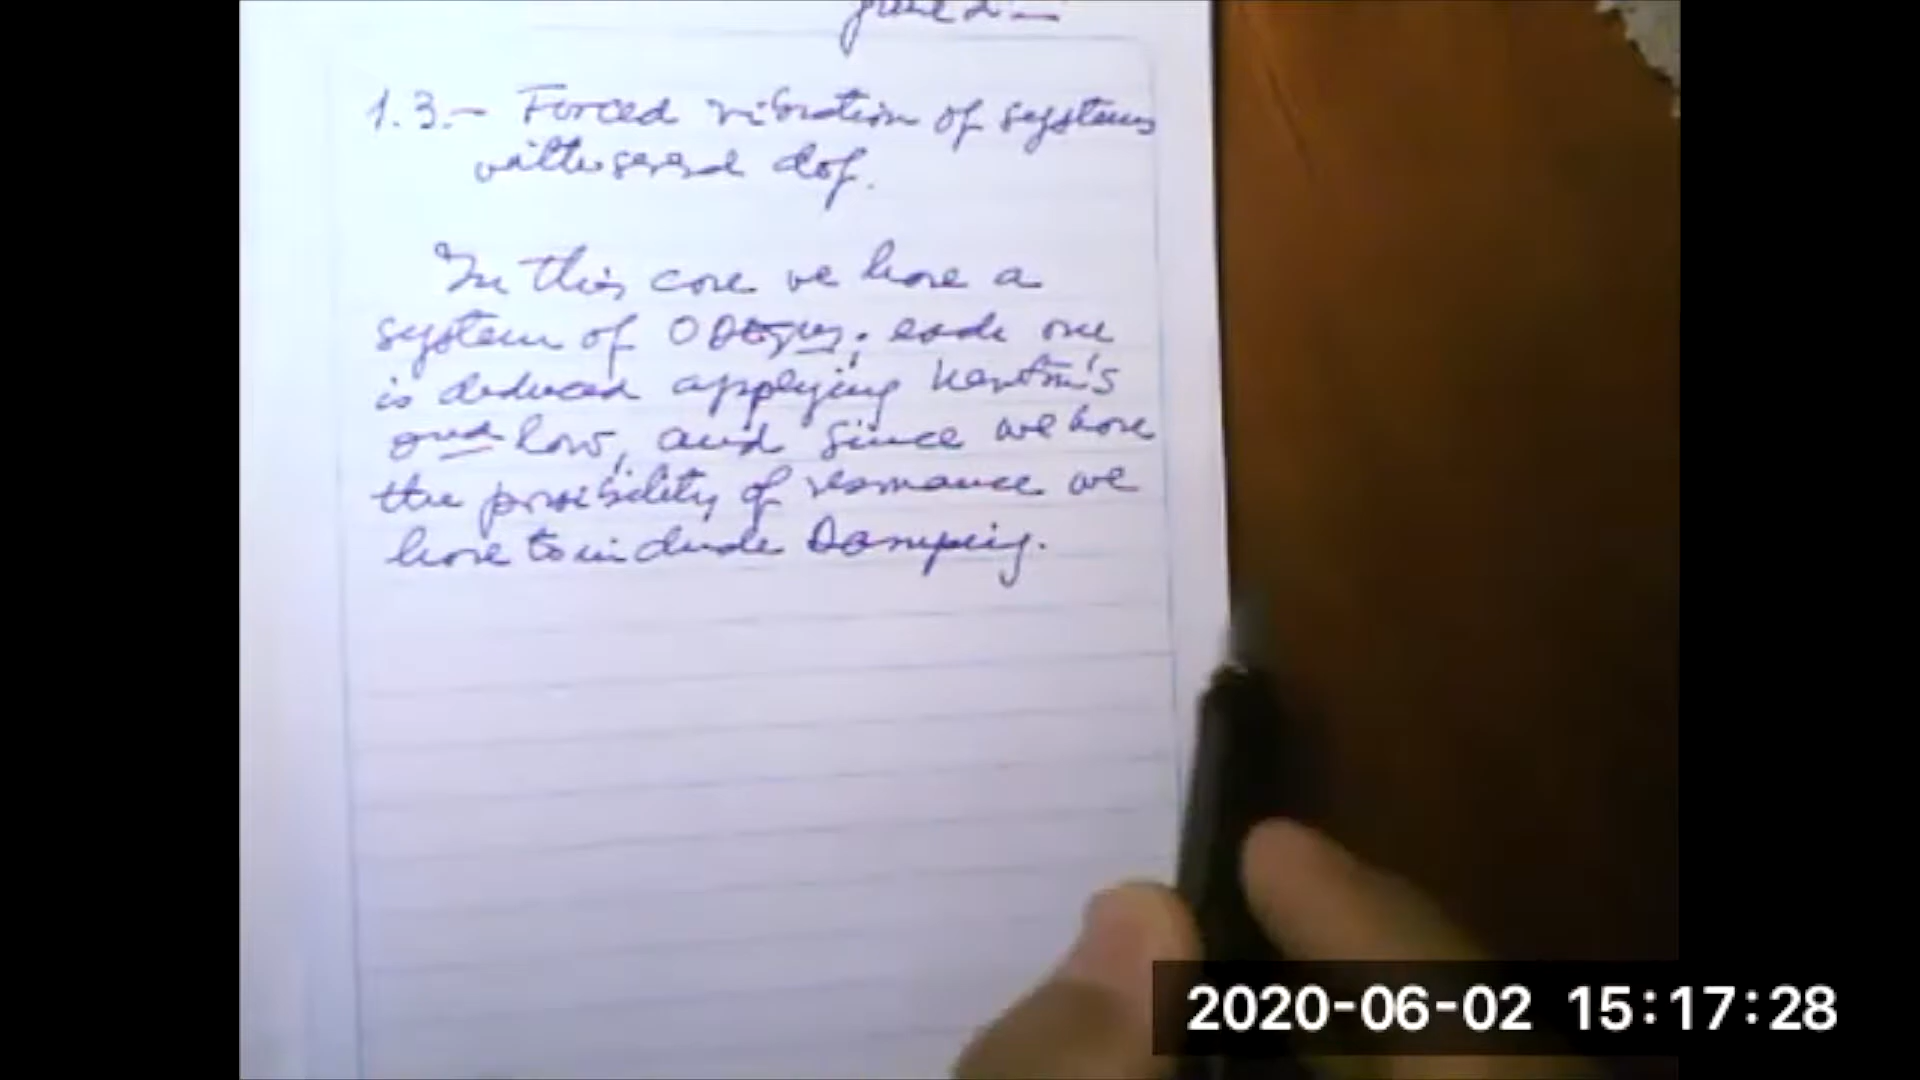 1.3.- Forced vibration of systems
with several dof.
In this case we have a
system of ODEqns; each one
is deduced applying Newton's
2nd law, and since we have
the possibility of resonance we
have to include Damping.
2020-06-02 15:17:28